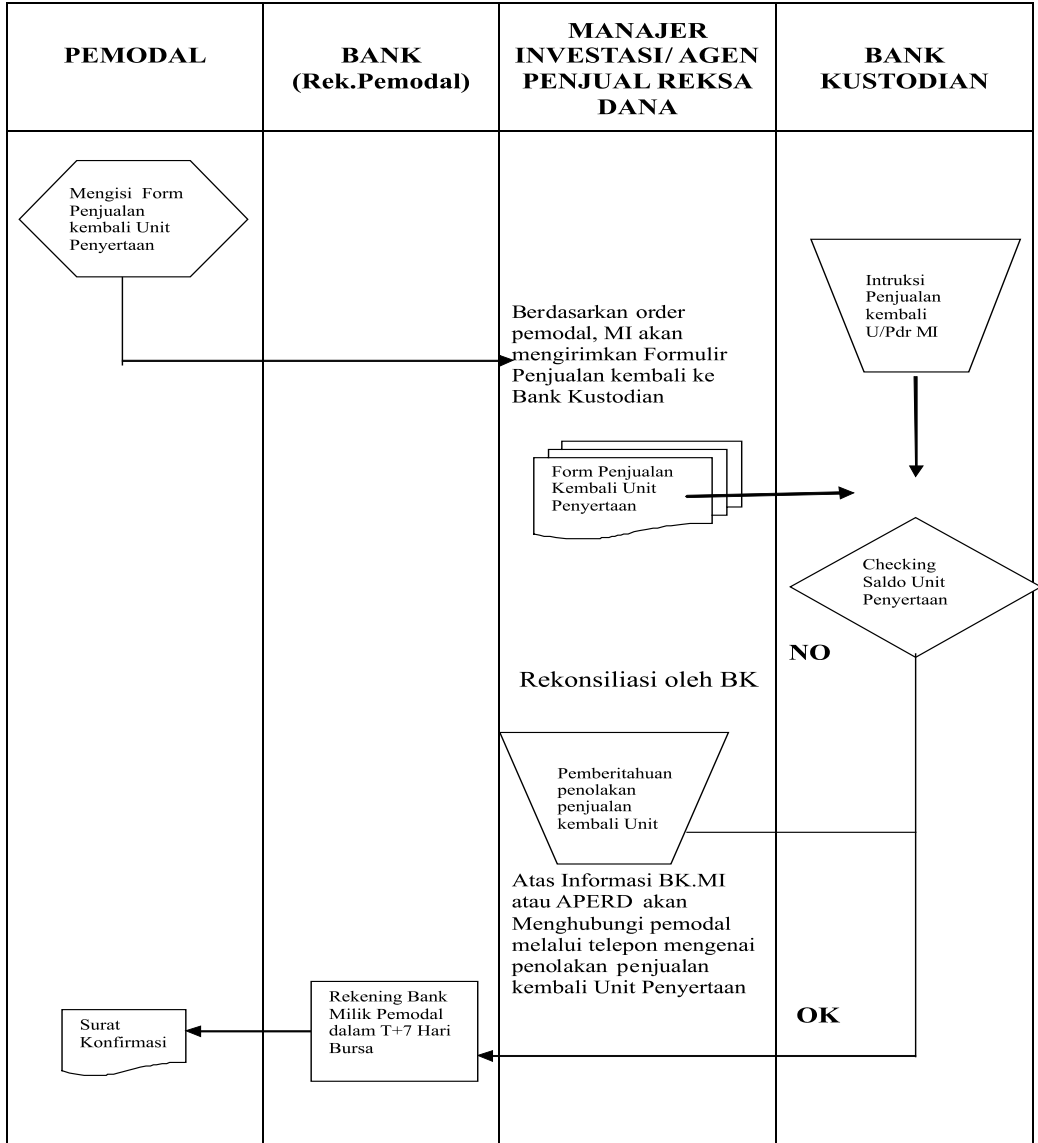 PEMODAL
BANK
(Rek.Pemodal)
MANAJER
INVESTASI/ AGEN
PENJUAL REKSA
DANA
BANK
KUSTODIAN
Mengisi Form
Penjualan
kembali Unit
Penyertaan
Intruksi
Penjualan
kembali
U/Pdr MI
Berdasarkan order
pemodal, MI akan
mengirimkan Formulir
Penjualan kembali ke
Bank Kustodian
Form Penjualan
Kembali Unit
Penyertaan
Checking
Saldo Unit
Penyertaan
NO
Rekonsiliasi oleh BK
Pemberitahuan
penolakan
penjualan
kembali Unit
Atas Informasi BK.MI
atau APERD akan
Menghubungi pemodal
melalui telepon mengenai
penolakan penjualan
kembali Unit Penyertaan
OK
Rekening Bank
Milik Pemodal
dalam T+7 Hari
Bursa
Surat
Konfirmasi